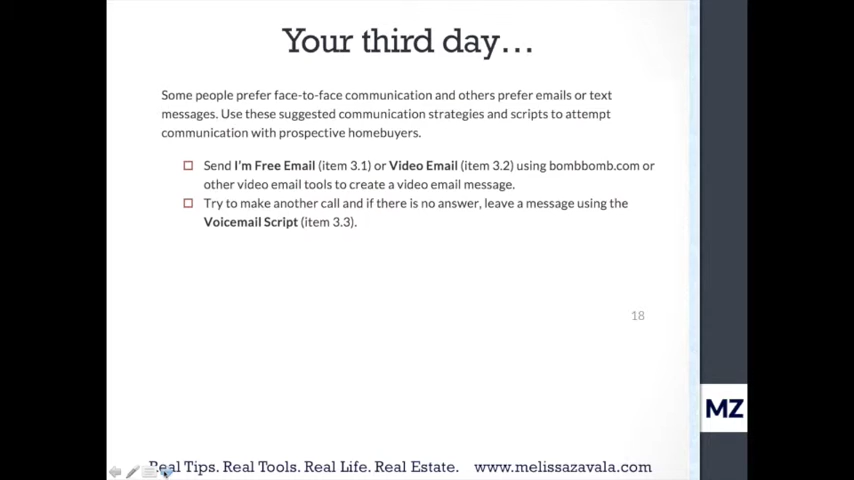 Your third day...
Some people prefer face-to-face communication and others prefer emails or text
messages. Use these suggested communication strategies and scripts to attempt
communication with prospective homebuyers.
Send I'm Free Email (item 3.1) or Video Email (item 3.2) using bombbomb.com or
other video email tools to create a video email message.
Try to make another call and if there is no answer, leave a message using the
Voicemail Script (item 3.3).
18
MZ
Real Tips. Real Tools. Real Life. Real Estate. www.melissazavala.com